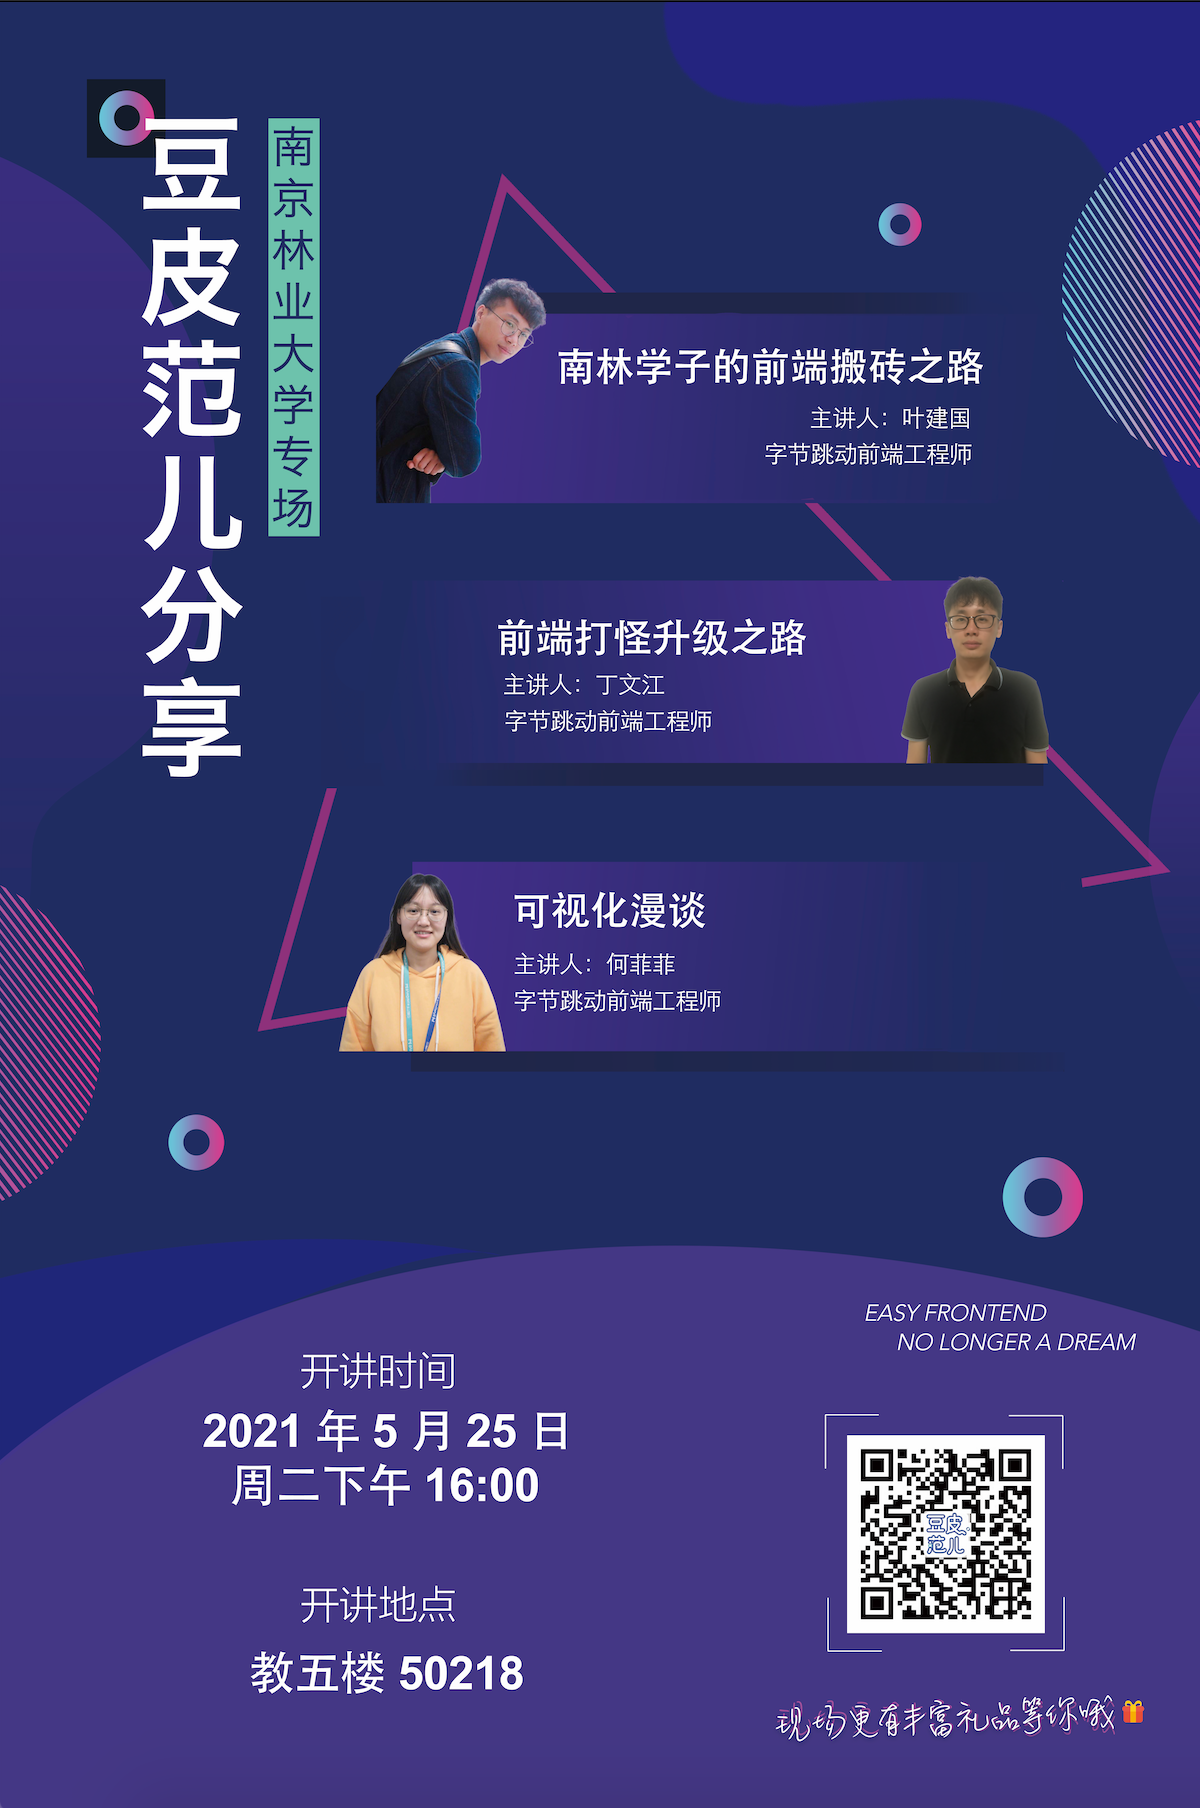 豆皮范儿分享
南京林业大学专场
南林学子的前端搬砖之路
主讲人：叶建国
字节跳动前端工程师
前端打怪升级之路
主讲人：丁文江
字节跳动前端工程师
可视化漫谈
主讲人：何菲菲
字节跳动前端工程师
EASY FRONTEND
NO LONGER A DREAM
开讲时间
2021 年 5 月 25 日
周二下午 16:00
开讲地点
教五楼 50218
豆皮
范儿
现场更有丰富礼品等你哦